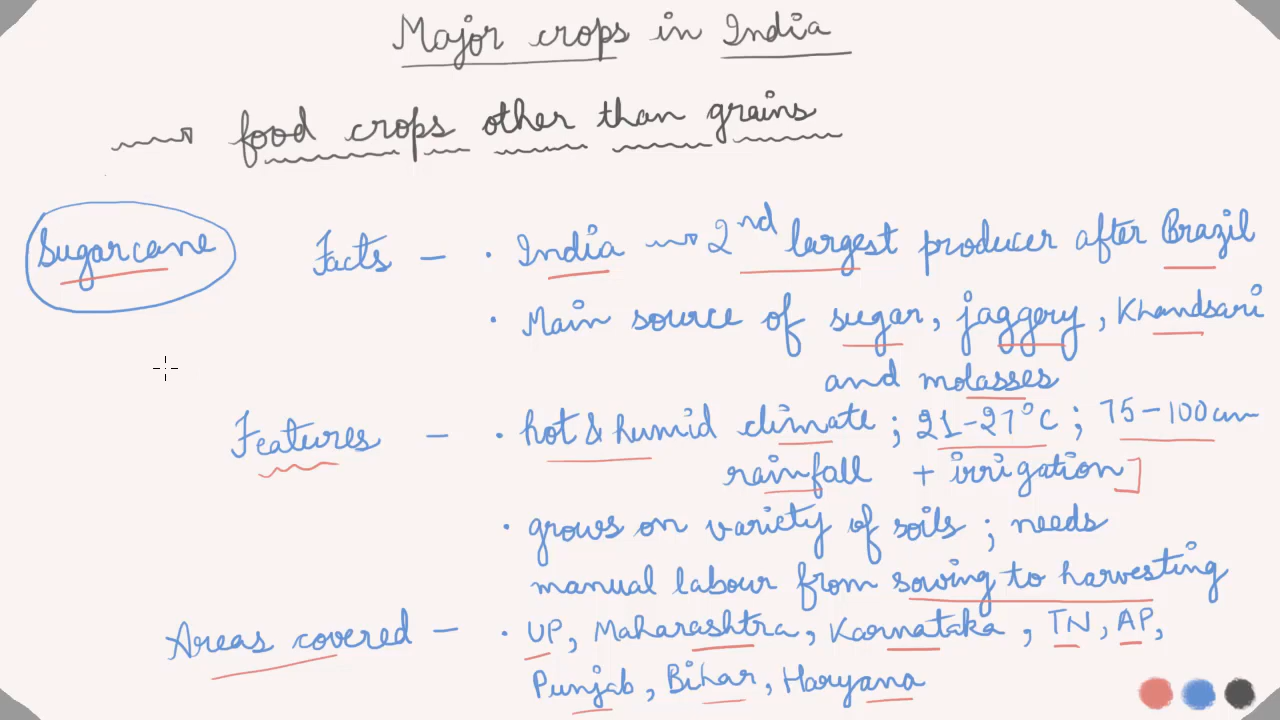 Major crops in India
food crops other than grains
Sugarcane Facts - · India 2nd largest producer after Brazil
· Main source of sugar, jaggery, Khandsari
and molasses
Features - · hot & humid climate ; 21-27°C ; 75-100cm
rainfall + irrigation]
· grows on variety of soils ; needs
manual labour from sowing to harvesting
Areas covered - · UP, Maharashtra, Karnataka, TN, AP,
Punjab, Bihar, Haryana